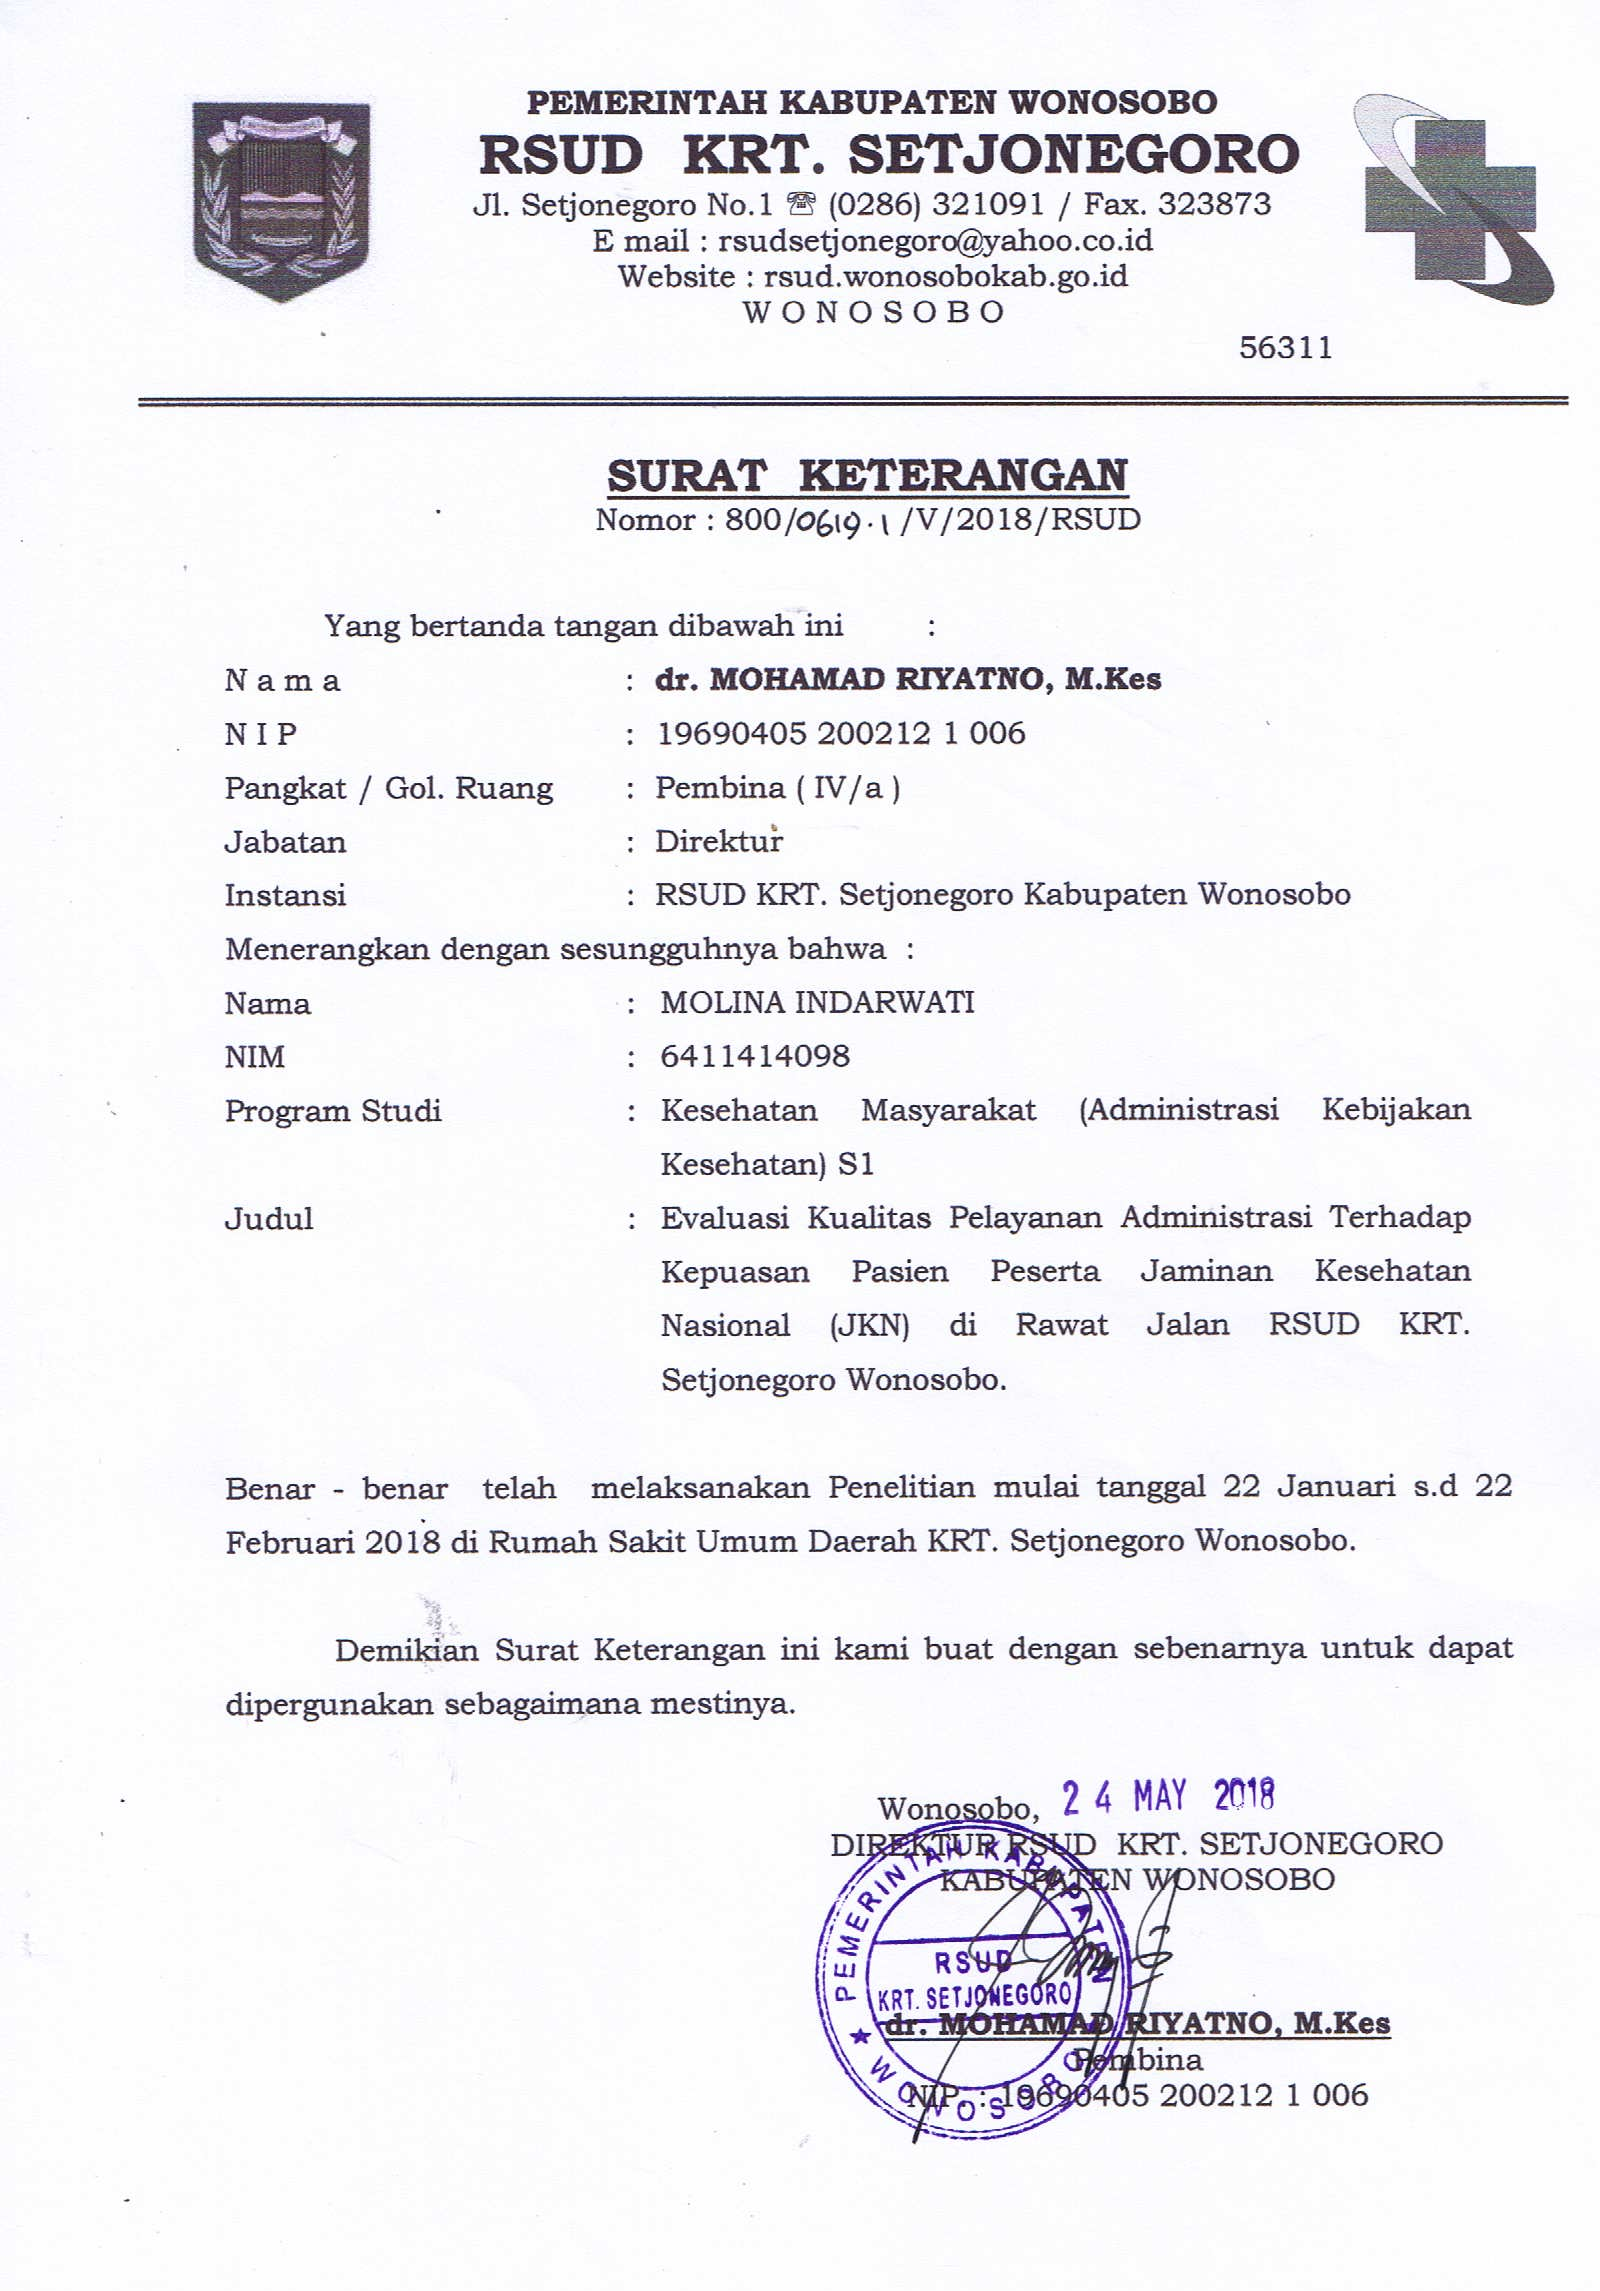 PEMERINTAH KABUPATEN WONOSOBO
RSUD KRT. SETJONEGORO
Jl. Setjonegoro No.1 ☎ (0286) 321091 / Fax. 323873
E mail : rsudsetjonegoro@yahoo.co.id
Website : rsud.wonosobokab.go.id
W O N O S O B O
56311
SURAT KETERANGAN
Nomor : 800/0619.1/V/2018/RSUD
Yang bertanda tangan dibawah ini :
N a m a : dr. MOHAMAD RIYATNO, M.Kes
N I P : 19690405 200212 1 006
Pangkat / Gol. Ruang : Pembina ( IV/a )
Jabatan : Direktur
Instansi : RSUD KRT. Setjonegoro Kabupaten Wonosobo
Menerangkan dengan sesungguhnya bahwa :
Nama : MOLINA INDARWATI
NIM : 6411414098
Program Studi : Kesehatan Masyarakat (Administrasi Kebijakan
Kesehatan) S1
Judul : Evaluasi Kualitas Pelayanan Administrasi Terhadap
Kepuasan Pasien Peserta Jaminan Kesehatan
Nasional (JKN) di Rawat Jalan RSUD KRT.
Setjonegoro Wonosobo.
Benar - benar telah melaksanakan Penelitian mulai tanggal 22 Januari s.d 22
Februari 2018 di Rumah Sakit Umum Daerah KRT. Setjonegoro Wonosobo.
Demikian Surat Keterangan ini kami buat dengan sebenarnya untuk dapat
dipergunakan sebagaimana mestinya.
Wonosobo, 24 MAY 2018
DIREKTUR RSUD KRT. SETJONEGORO
KABUPATEN WONOSOBO
PEMERINTAH KABUPATEN
RSUD
KRT. SETJONEGORO
WONOSOBO
dr. MOHAMAD RIYATNO, M.Kes
Pembina
NIP. : 19690405 200212 1 006